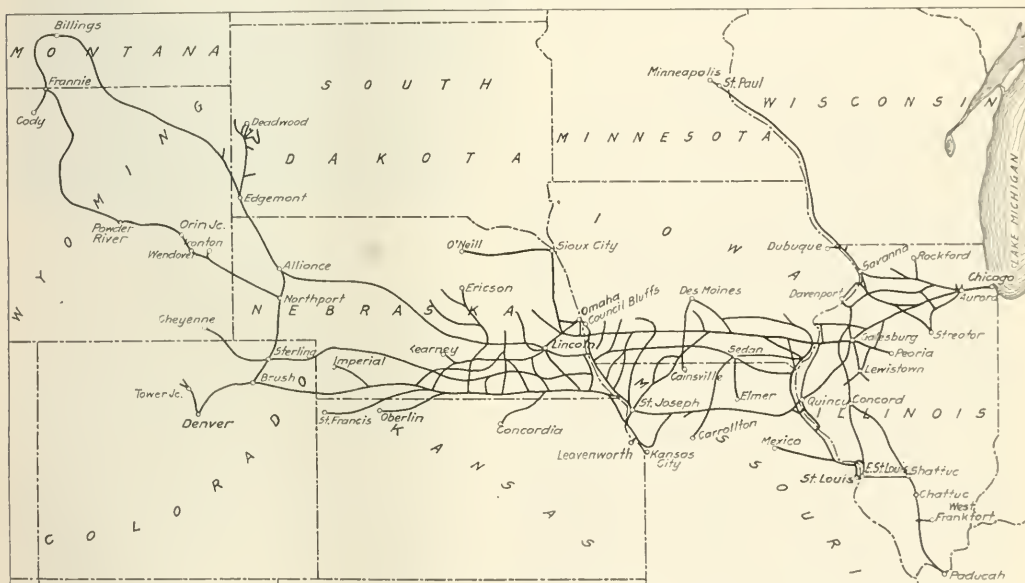 Billings
MONTANA
Frannie
Cody
WYOMING
SOUTH
DAKOTA
Deadwood
Edgemont
Minneapolis
St. Paul
WISCONSIN
MINNESOTA
LAKE MICHIGAN
Powder
River
Orin Jc.
Wendover
Alliance
Northport
NEBRASKA
O'Neill
Sioux City
IOWA
Dubuque
Savanna
Rockford
Chicago
Aurora
Davenport
Streator
Ericson
Omaha
Council Bluffs
Des Moines
Galesburg
Peoria
Lewistown
Cheyenne
Sterling
Imperial
Kearney
Lincoln
Sedan
Cainsville
Brush
Tower Jc.
Denver
St. Francis
Oberlin
Concordia
St. Joseph
Elmer
Quincy
Concord
ILLINOIS
COLORADO
KANSAS
Leavenworth
Kansas
City
Carrollton
Mexico
MISSOURI
St. Louis
E. St. Louis
Shattuc
Chattuc
West
Frankfort
Paducah